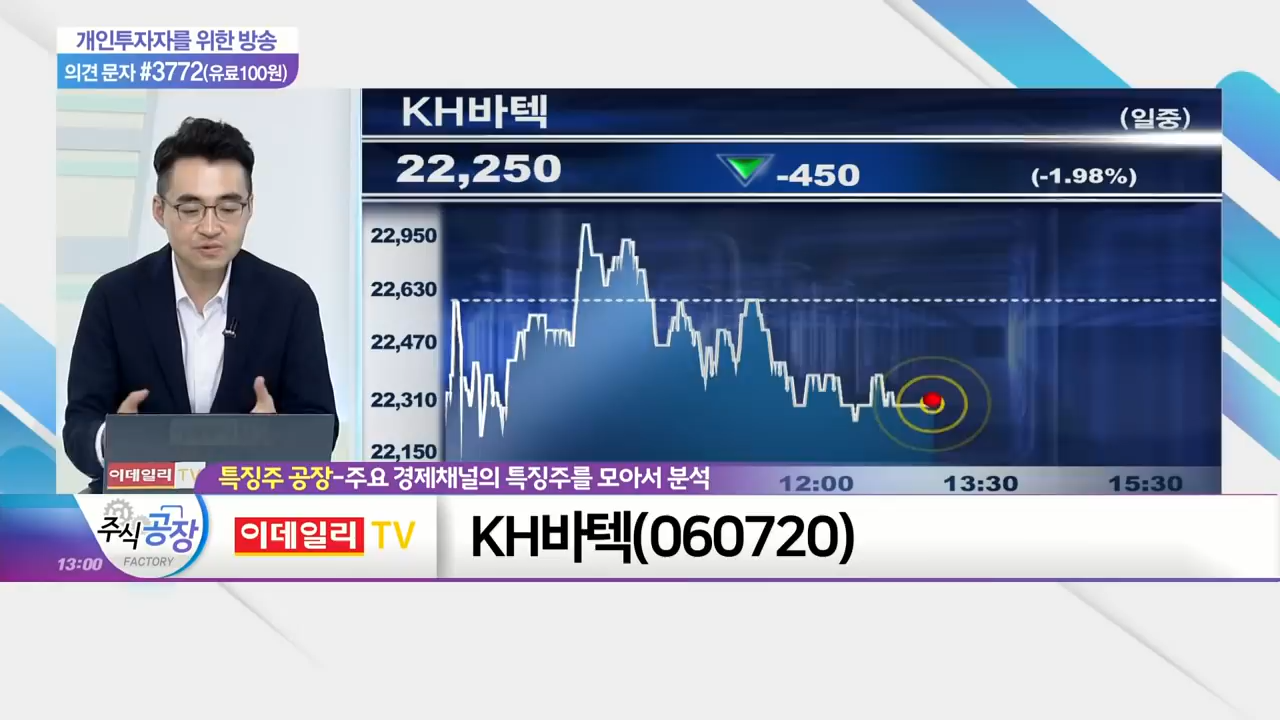 개인투자자를 위한 방송
의견 문자 #3772(유료100원)
KH바텍
(일중)
22,250
-450
(-1.98%)
22,950
22,630
22,470
22,310
22,150
12:00
13:30
15:30
이데일리 TV
특징주 공장-주요 경제채널의 특징주를 모아서 분석
주식공장
FACTORY
13:00
이데일리 TV
KH바텍(060720)